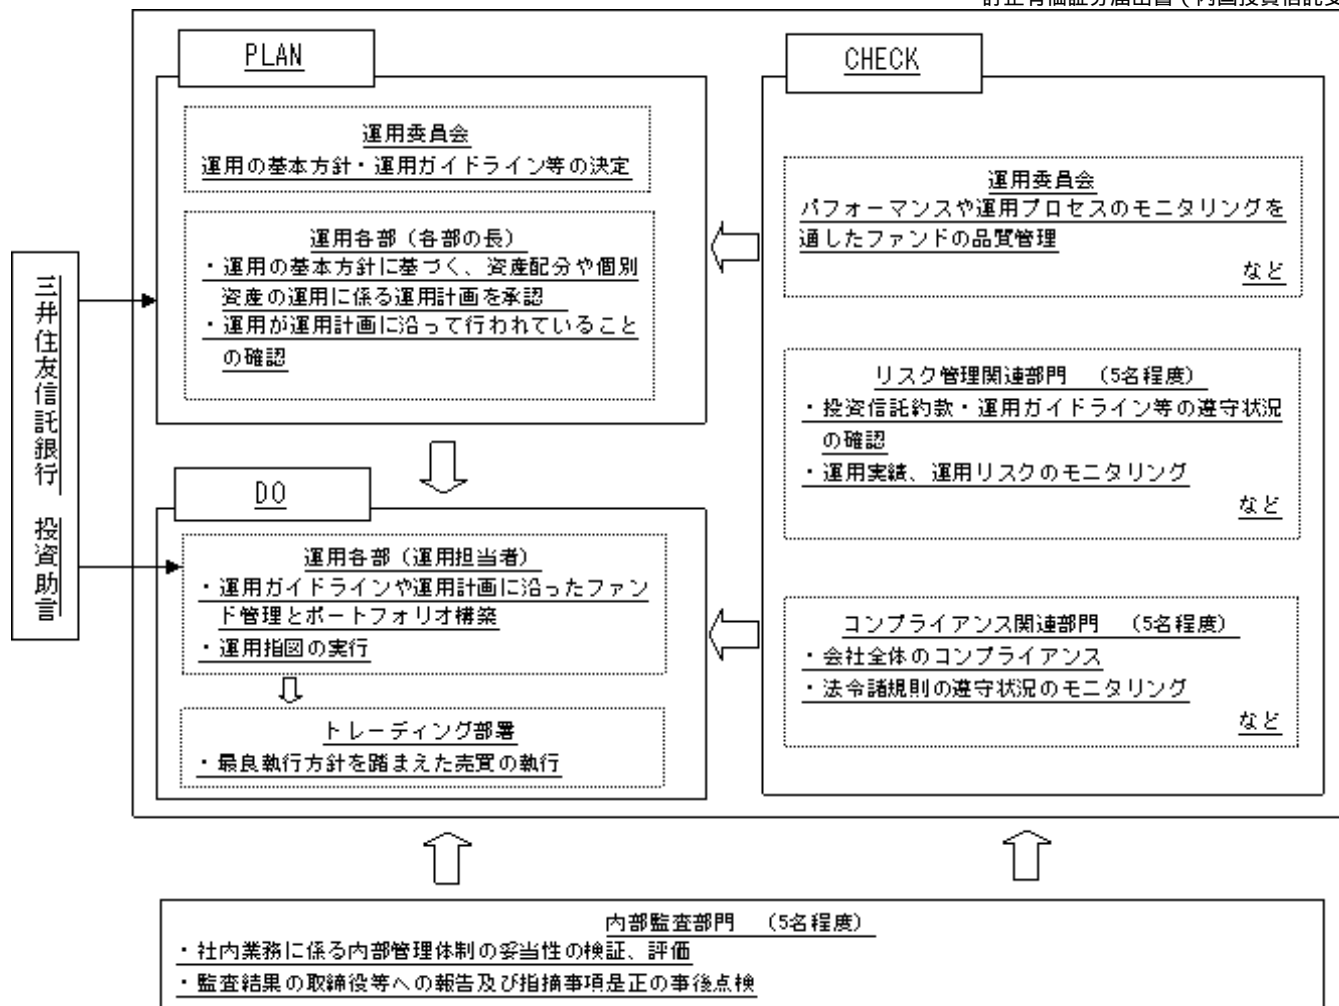 PLAN
運用委員会
運用の基本方針・運用ガイドライン等の決定
運用各部（各部の長）
・運用の基本方針に基づく、資産配分や個別
資産の運用に係る運用計画を承認
・運用が運用計画に沿って行われていること
の確認
三井住友信託銀行 投資助言
DO
運用各部（運用担当者）
・運用ガイドラインや運用計画に沿ったファン
ド管理とポートフォリオ構築
・運用指図の実行
トレーディング部署
・最良執行方針を踏まえた売買の執行
CHECK
運用委員会
パフォーマンスや運用プロセスのモニタリングを
通したファンドの品質管理
など
リスク管理関連部門　（5名程度）
・投資信託約款・運用ガイドライン等の遵守状況
の確認
・運用実績、運用リスクのモニタリング
など
コンプライアンス関連部門　（5名程度）
・会社全体のコンプライアンス
・法令諸規則の遵守状況のモニタリング
など
内部監査部門　（5名程度）
・社内業務に係る内部管理体制の妥当性の検証、評価
・監査結果の取締役等への報告及び指摘事項是正の事後点検